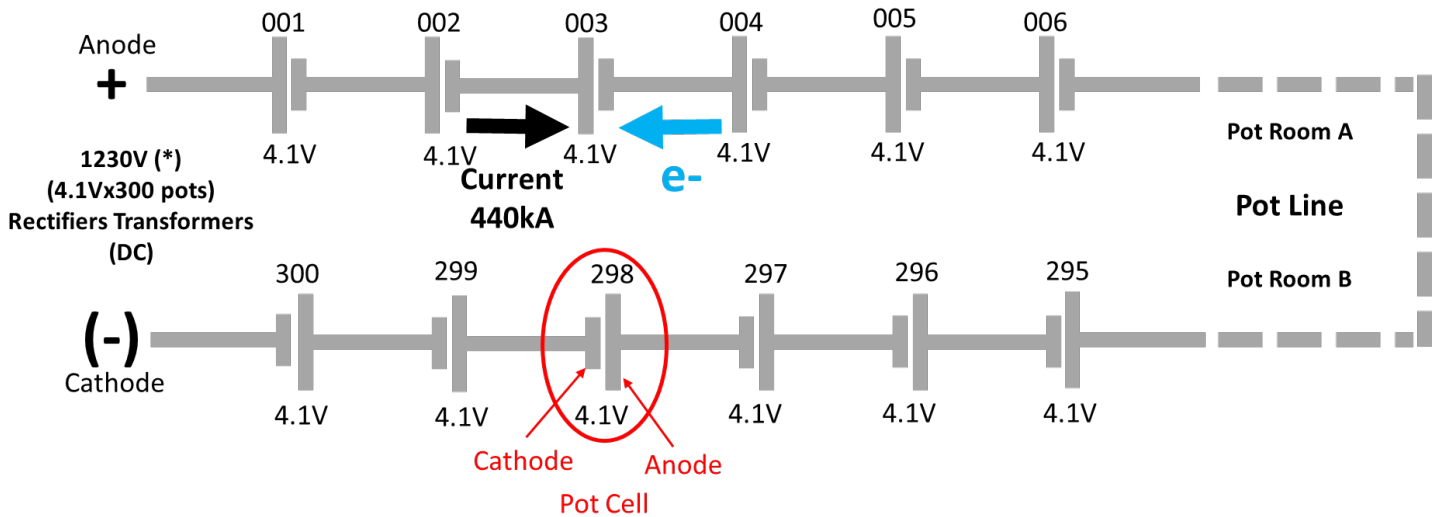 001
002
003
004
005
006
Anode
+
4.1V
4.1V
4.1V
4.1V
4.1V
4.1V
Pot Room A
1230V (*)
(4.1Vx300 pots)
Rectifiers Transformers
(DC)
Current
440kA
e-
Pot Line
Pot Room B
300
299
298
297
296
295
(-)
Cathode
4.1V
4.1V
4.1V
4.1V
4.1V
4.1V
Cathode
Anode
Pot Cell